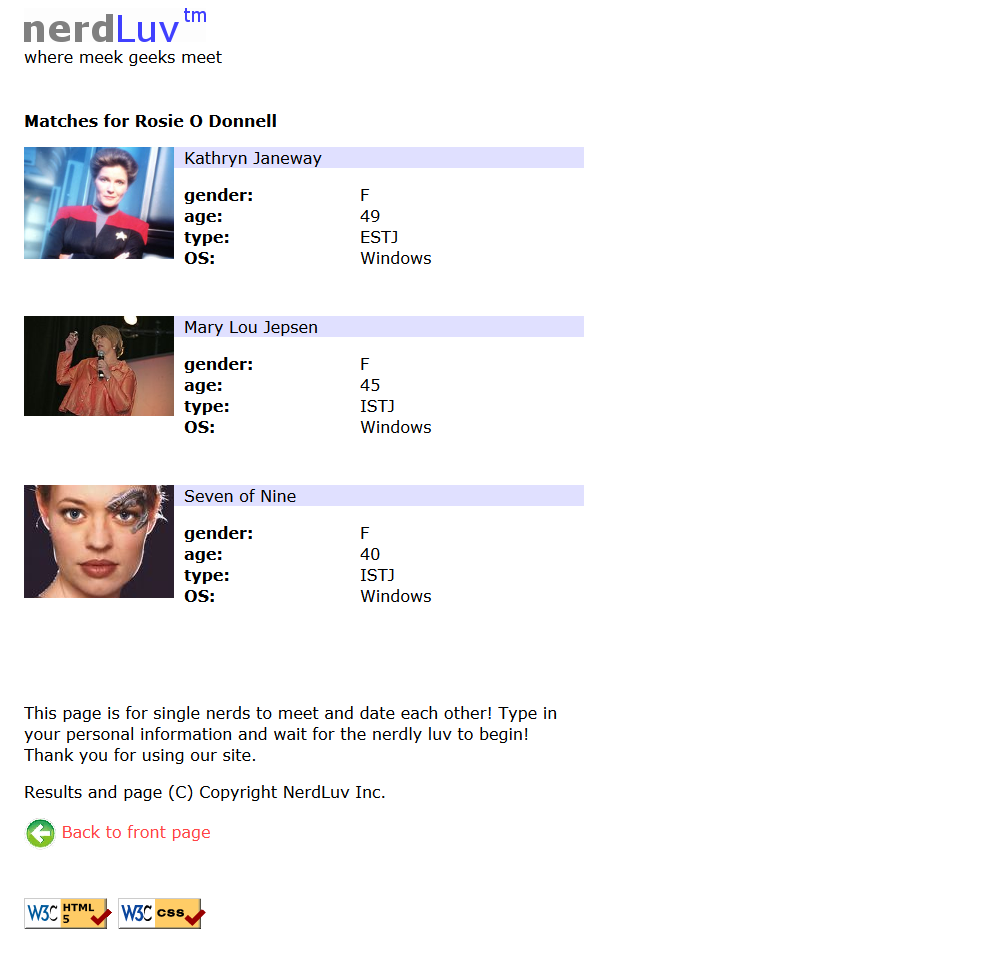 nerdLuv tm
where meek geeks meet
Matches for Rosie O Donnell
Kathryn Janeway
gender: F
age: 49
type: ESTJ
OS: Windows
Mary Lou Jepsen
gender: F
age: 45
type: ISTJ
OS: Windows
Seven of Nine
gender: F
age: 40
type: ISTJ
OS: Windows
This page is for single nerds to meet and date each other! Type in
your personal information and wait for the nerdly luv to begin!
Thank you for using our site.
Results and page (C) Copyright NerdLuv Inc.
Back to front page
W3C HTML 5 W3C css